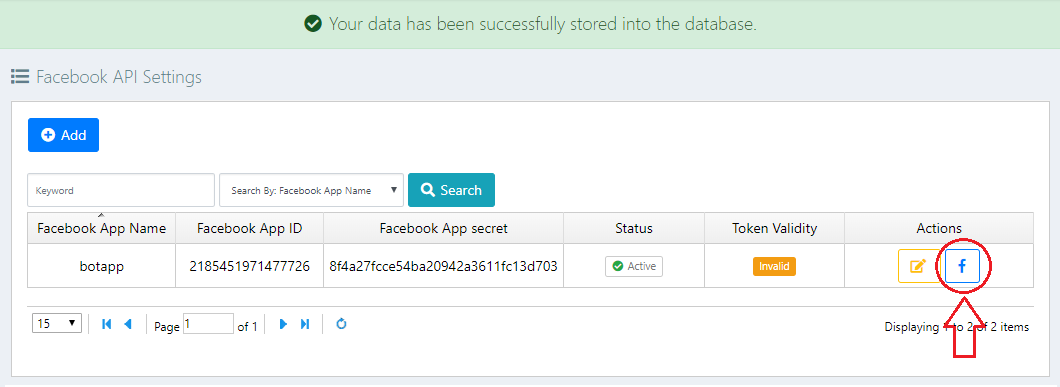 Your data has been successfully stored into the database.
Facebook API Settings
Add
Keyword
Search By: Facebook App Name
Search
Facebook App Name Facebook App ID Facebook App secret Status Token Validity Actions
botapp 2185451971477726 8f4a27fcce54ba20942a3611fc13d703 Active Invalid
15 Page 1 of 1 Displaying 1 to 2 of 2 items